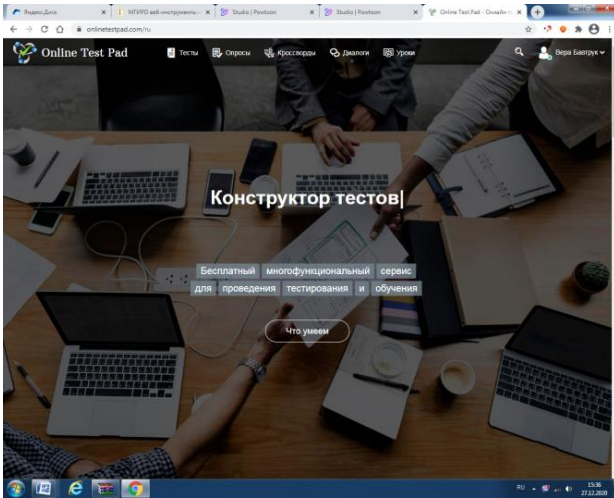 Яндекс.Диск
МГИРО веб-инструменты
Studio | Powtoon
Studio | Powtoon
Online Test Pad - Онлайн
onlinetestpad.com/ru
Online Test Pad
Тесты
Опросы
Кроссворды
Диалоги
Уроки
Вера Бавтрук
Конструктор тестов
Бесплатный многофункциональный сервис
для проведения тестирования и обучения
Что умеем
RU
15:36
27.12.2020